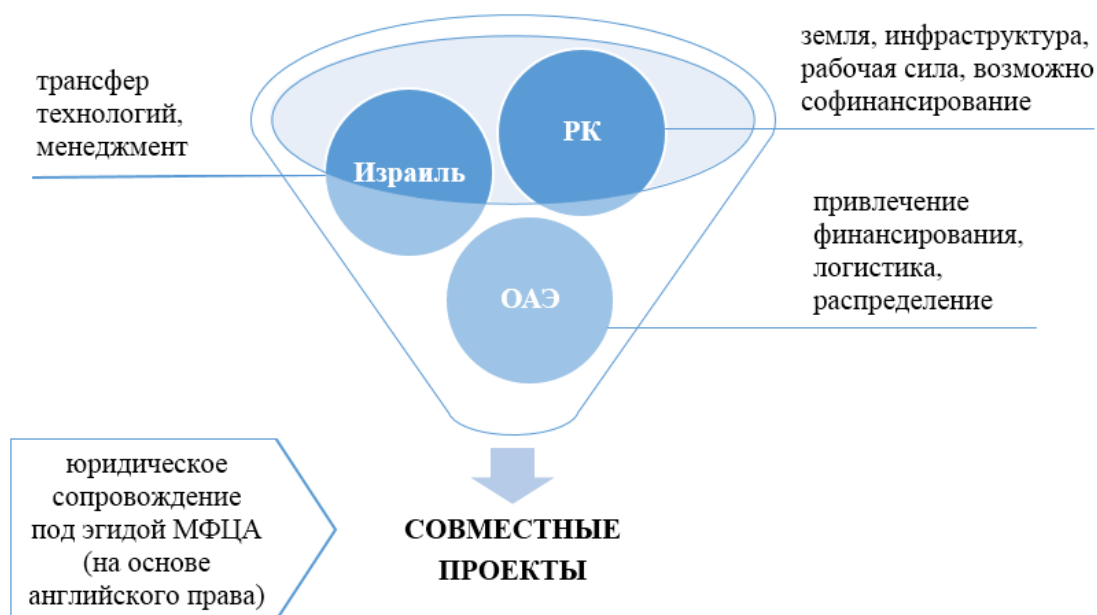 трансфер
технологий,
менеджмент
земля, инфраструктура,
рабочая сила, возможно
софинансирование
РК
Израиль
привлечение
финансирования,
логистика,
распределение
ОАЭ
юридическое
сопровождение
под эгидой МФЦА
(на основе
английского права)
СОВМЕСТНЫЕ
ПРОЕКТЫ